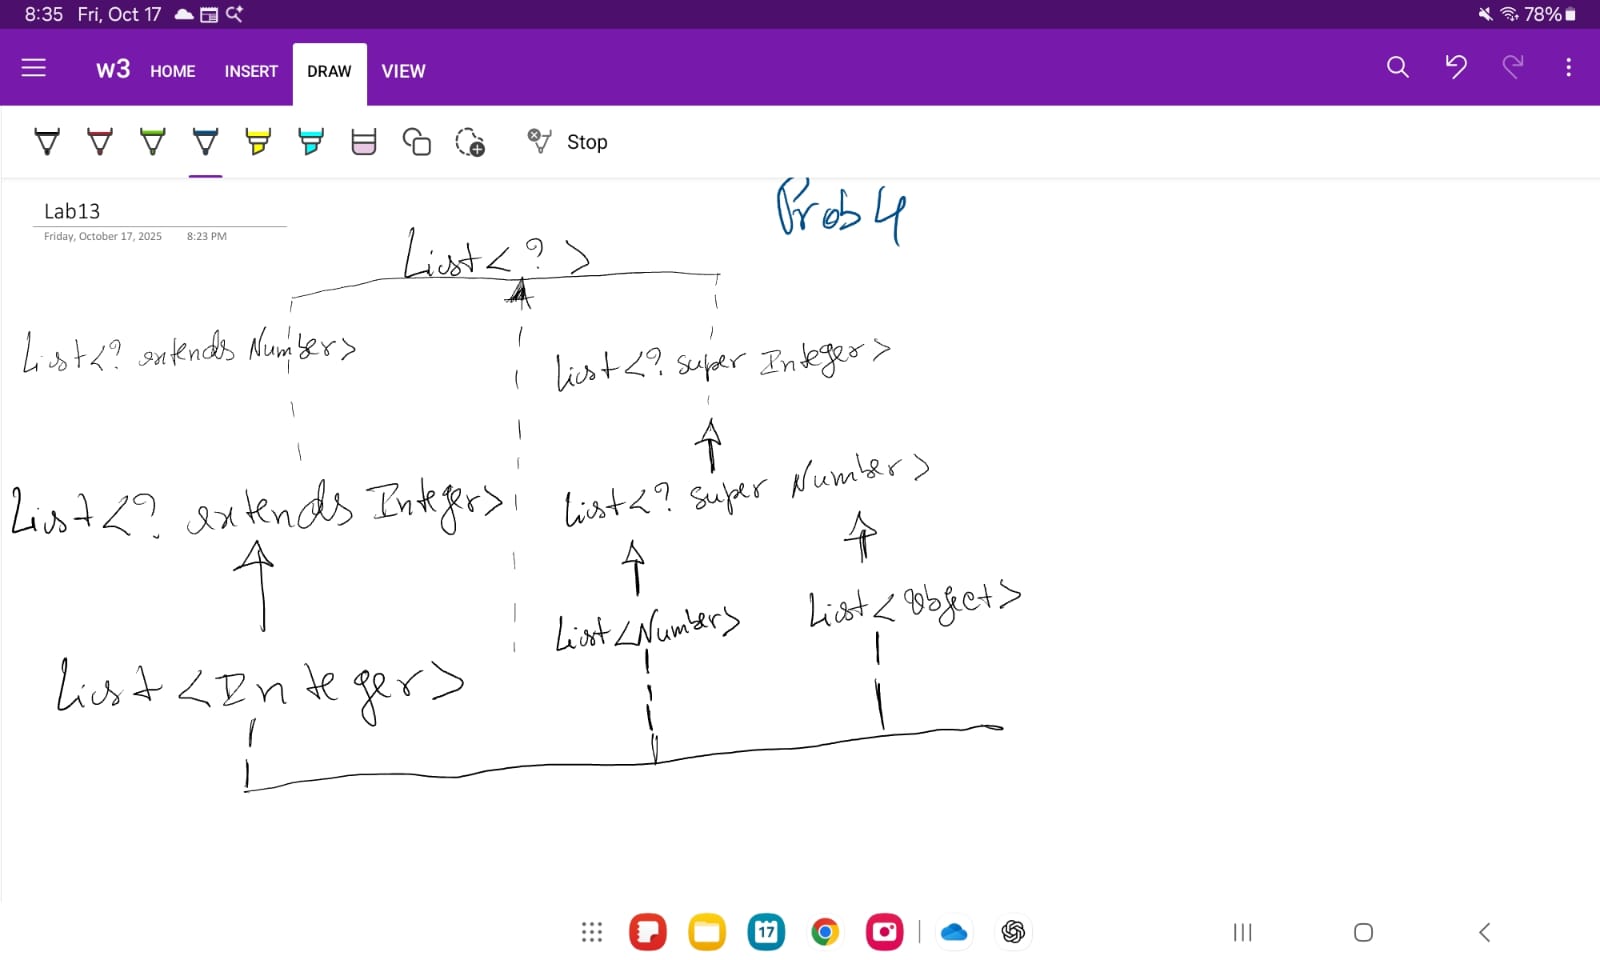 8:35 Fri, Oct 17
78%
w3 HOME INSERT DRAW VIEW
Stop
Lab13
Friday, October 17, 2025 8:23 PM
Prob 4
List<?>
List<? extends Number>
List<? super Integer>
List<? extends Integer>
List<? super Number>
List<Number>
List<Object>
List<Integer>
17